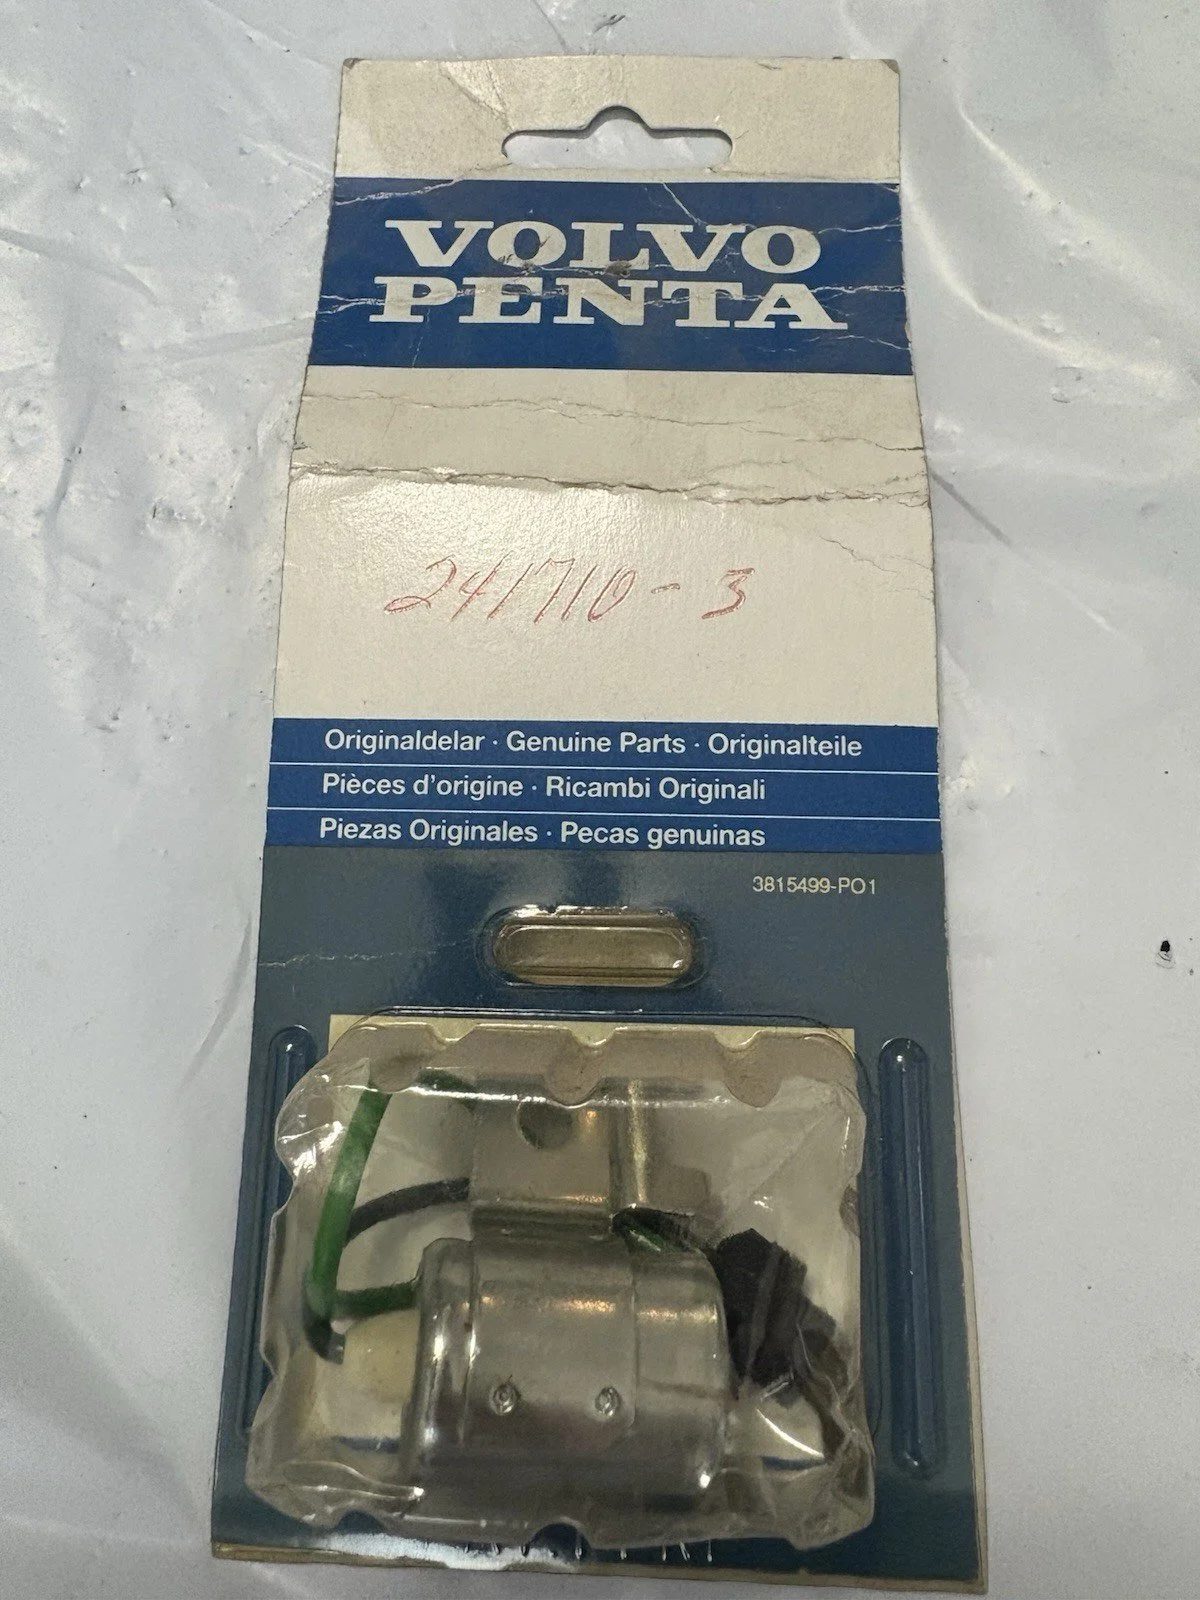 VOLVO
PENTA
241710-3
Originaldelar · Genuine Parts · Originalteile
Pièces d'origine · Ricambi Originali
Piezas Originales · Pecas genuinas
3815499-PO1